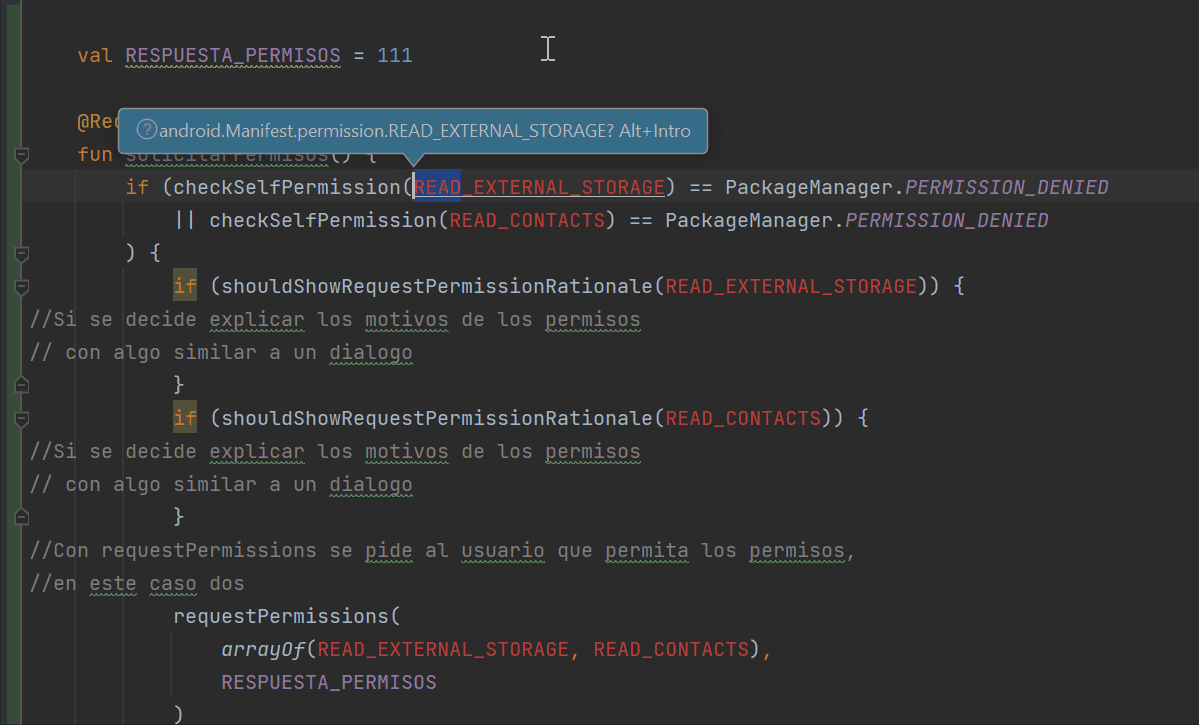 val RESPUESTA_PERMISOS = 111
@Rec
android.Manifest.permission.READ_EXTERNAL_STORAGE? Alt+Intro
fun solicitarPermisos() {
if (checkSelfPermission(READ_EXTERNAL_STORAGE) == PackageManager.PERMISSION_DENIED
|| checkSelfPermission(READ_CONTACTS) == PackageManager.PERMISSION_DENIED
) {
if (shouldShowRequestPermissionRationale(READ_EXTERNAL_STORAGE)) {
//Si se decide explicar los motivos de los permisos
// con algo similar a un dialogo
}
if (shouldShowRequestPermissionRationale(READ_CONTACTS)) {
//Si se decide explicar los motivos de los permisos
// con algo similar a un dialogo
}
//Con requestPermissions se pide al usuario que permita los permisos,
//en este caso dos
requestPermissions(
arrayOf(READ_EXTERNAL_STORAGE, READ_CONTACTS),
RESPUESTA_PERMISOS
)